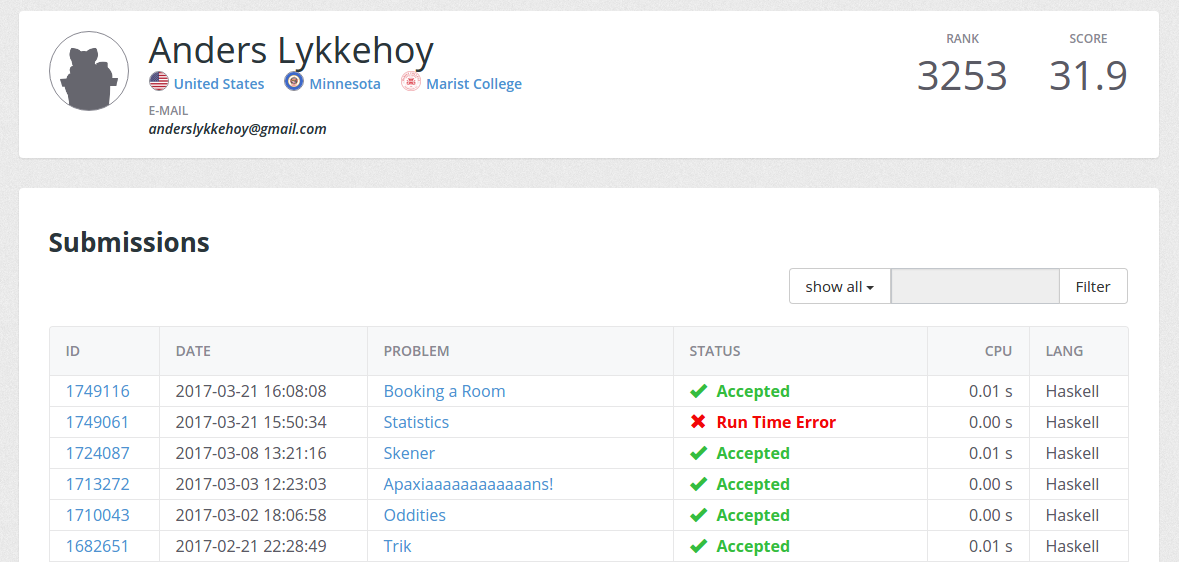 Anders Lykkehoy
RANK SCORE
3253 31.9
United States Minnesota Marist College
E-MAIL
anderslykkehoy@gmail.com
Submissions
show all Filter
ID DATE PROBLEM STATUS CPU LANG
1749116 2017-03-21 16:08:08 Booking a Room Accepted 0.01 s Haskell
1749061 2017-03-21 15:50:34 Statistics Run Time Error 0.00 s Haskell
1724087 2017-03-08 13:21:16 Skener Accepted 0.01 s Haskell
1713272 2017-03-03 12:23:03 Apaxiaaaaaaaaaaaans! Accepted 0.00 s Haskell
1710043 2017-03-02 18:06:58 Oddities Accepted 0.00 s Haskell
1682651 2017-02-21 22:28:49 Trik Accepted 0.01 s Haskell